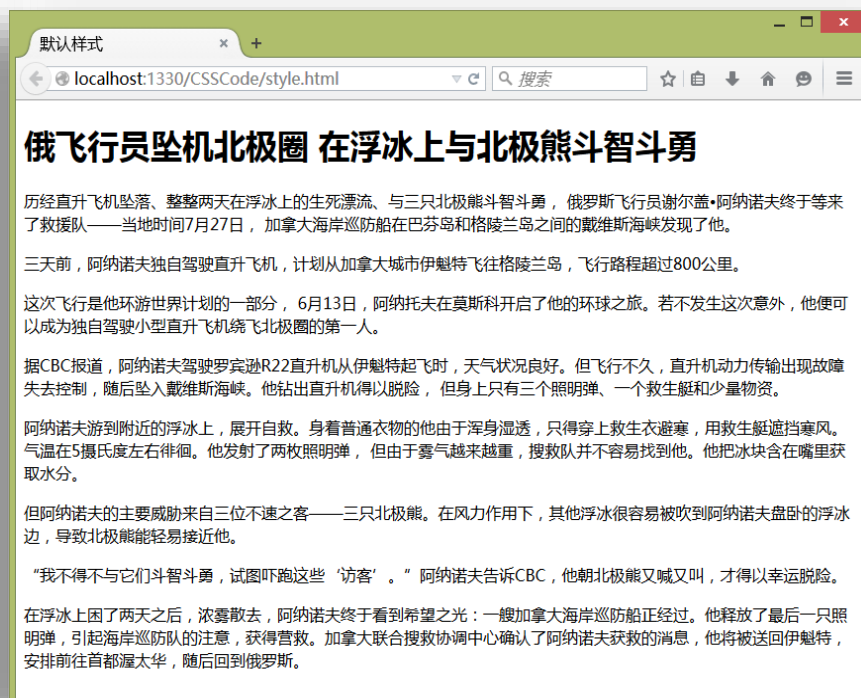 默认样式
localhost:1330/CSSCode/style.html
搜索
俄飞行员坠机北极圈 在浮冰上与北极熊斗智斗勇
历经直升飞机坠落、整整两天在浮冰上的生死漂流、与三只北极熊斗智斗勇， 俄罗斯飞行员谢尔盖•阿纳诺夫终于等来
了救援队——当地时间7月27日， 加拿大海岸巡防船在巴芬岛和格陵兰岛之间的戴维斯海峡发现了他。
三天前，阿纳诺夫独自驾驶直升飞机，计划从加拿大城市伊魁特飞往格陵兰岛，飞行路程超过800公里。
这次飞行是他环游世界计划的一部分， 6月13日，阿纳托夫在莫斯科开启了他的环球之旅。若不发生这次意外，他便可
以成为独自驾驶小型直升飞机绕飞北极圈的第一人。
据CBC报道，阿纳诺夫驾驶罗宾逊R22直升机从伊魁特起飞时，天气状况良好。但飞行不久，直升机动力传输出现故障
失去控制，随后坠入戴维斯海峡。他钻出直升机得以脱险， 但身上只有三个照明弹、一个救生艇和少量物资。
阿纳诺夫游到附近的浮冰上，展开自救。身着普通衣物的他由于浑身湿透，只得穿上救生衣避寒，用救生艇遮挡寒风。
气温在5摄氏度左右徘徊。他发射了两枚照明弹， 但由于雾气越来越重，搜救队并不容易找到他。他把冰块含在嘴里获
取水分。
但阿纳诺夫的主要威胁来自三位不速之客——三只北极熊。在风力作用下，其他浮冰很容易被吹到阿纳诺夫盘卧的浮冰
边，导致北极熊能轻易接近他。
“我不得不与它们斗智斗勇，试图吓跑这些‘访客’。”阿纳诺夫告诉CBC，他朝北极熊又喊又叫，才得以幸运脱险。
在浮冰上困了两天之后，浓雾散去，阿纳诺夫终于看到希望之光：一艘加拿大海岸巡防船正经过。他释放了最后一只照
明弹，引起海岸巡防队的注意，获得营救。加拿大联合搜救协调中心确认了阿纳诺夫获救的消息，他将被送回伊魁特，
安排前往首都渥太华，随后回到俄罗斯。